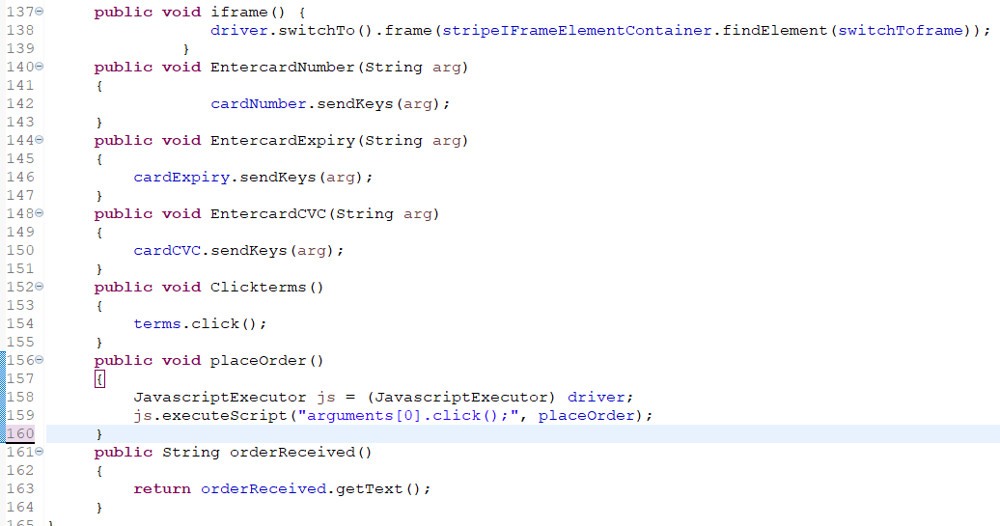 137 public void iframe() {
138 driver.switchTo().frame(stripeIFrameElementContainer.findElement(switchToframe));
139 }
140 public void EntercardNumber(String arg)
141 {
142 cardNumber.sendKeys(arg);
143 }
144 public void EntercardExpiry(String arg)
145 {
146 cardExpiry.sendKeys(arg);
147 }
148 public void EntercardCVC(String arg)
149 {
150 cardCVC.sendKeys(arg);
151 }
152 public void Clickterms()
153 {
154 terms.click();
155 }
156 public void placeOrder()
157 {
158 JavascriptExecutor js = (JavascriptExecutor) driver;
159 js.executeScript("arguments[0].click();", placeOrder);
160 }
161 public String orderReceived()
162 {
163 return orderReceived.getText();
164 }
165 }